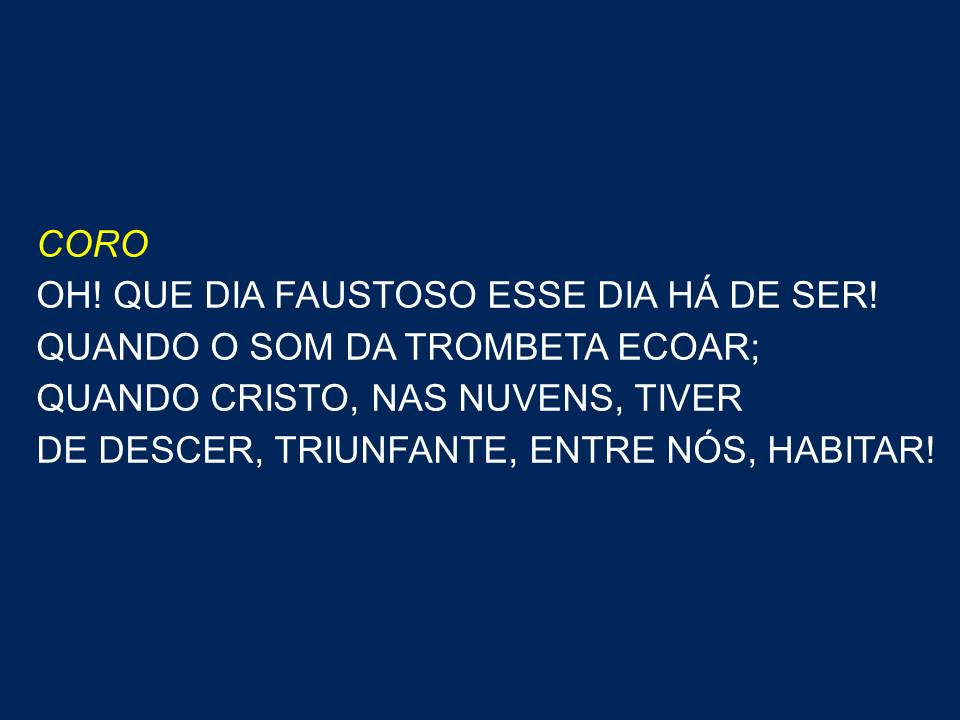 CORO
OH! QUE DIA FAUSTOSO ESSE DIA HÁ DE SER!
QUANDO O SOM DA TROMBETA ECOAR;
QUANDO CRISTO, NAS NUVENS, TIVER
DE DESCER, TRIUNFANTE, ENTRE NÓS, HABITAR!